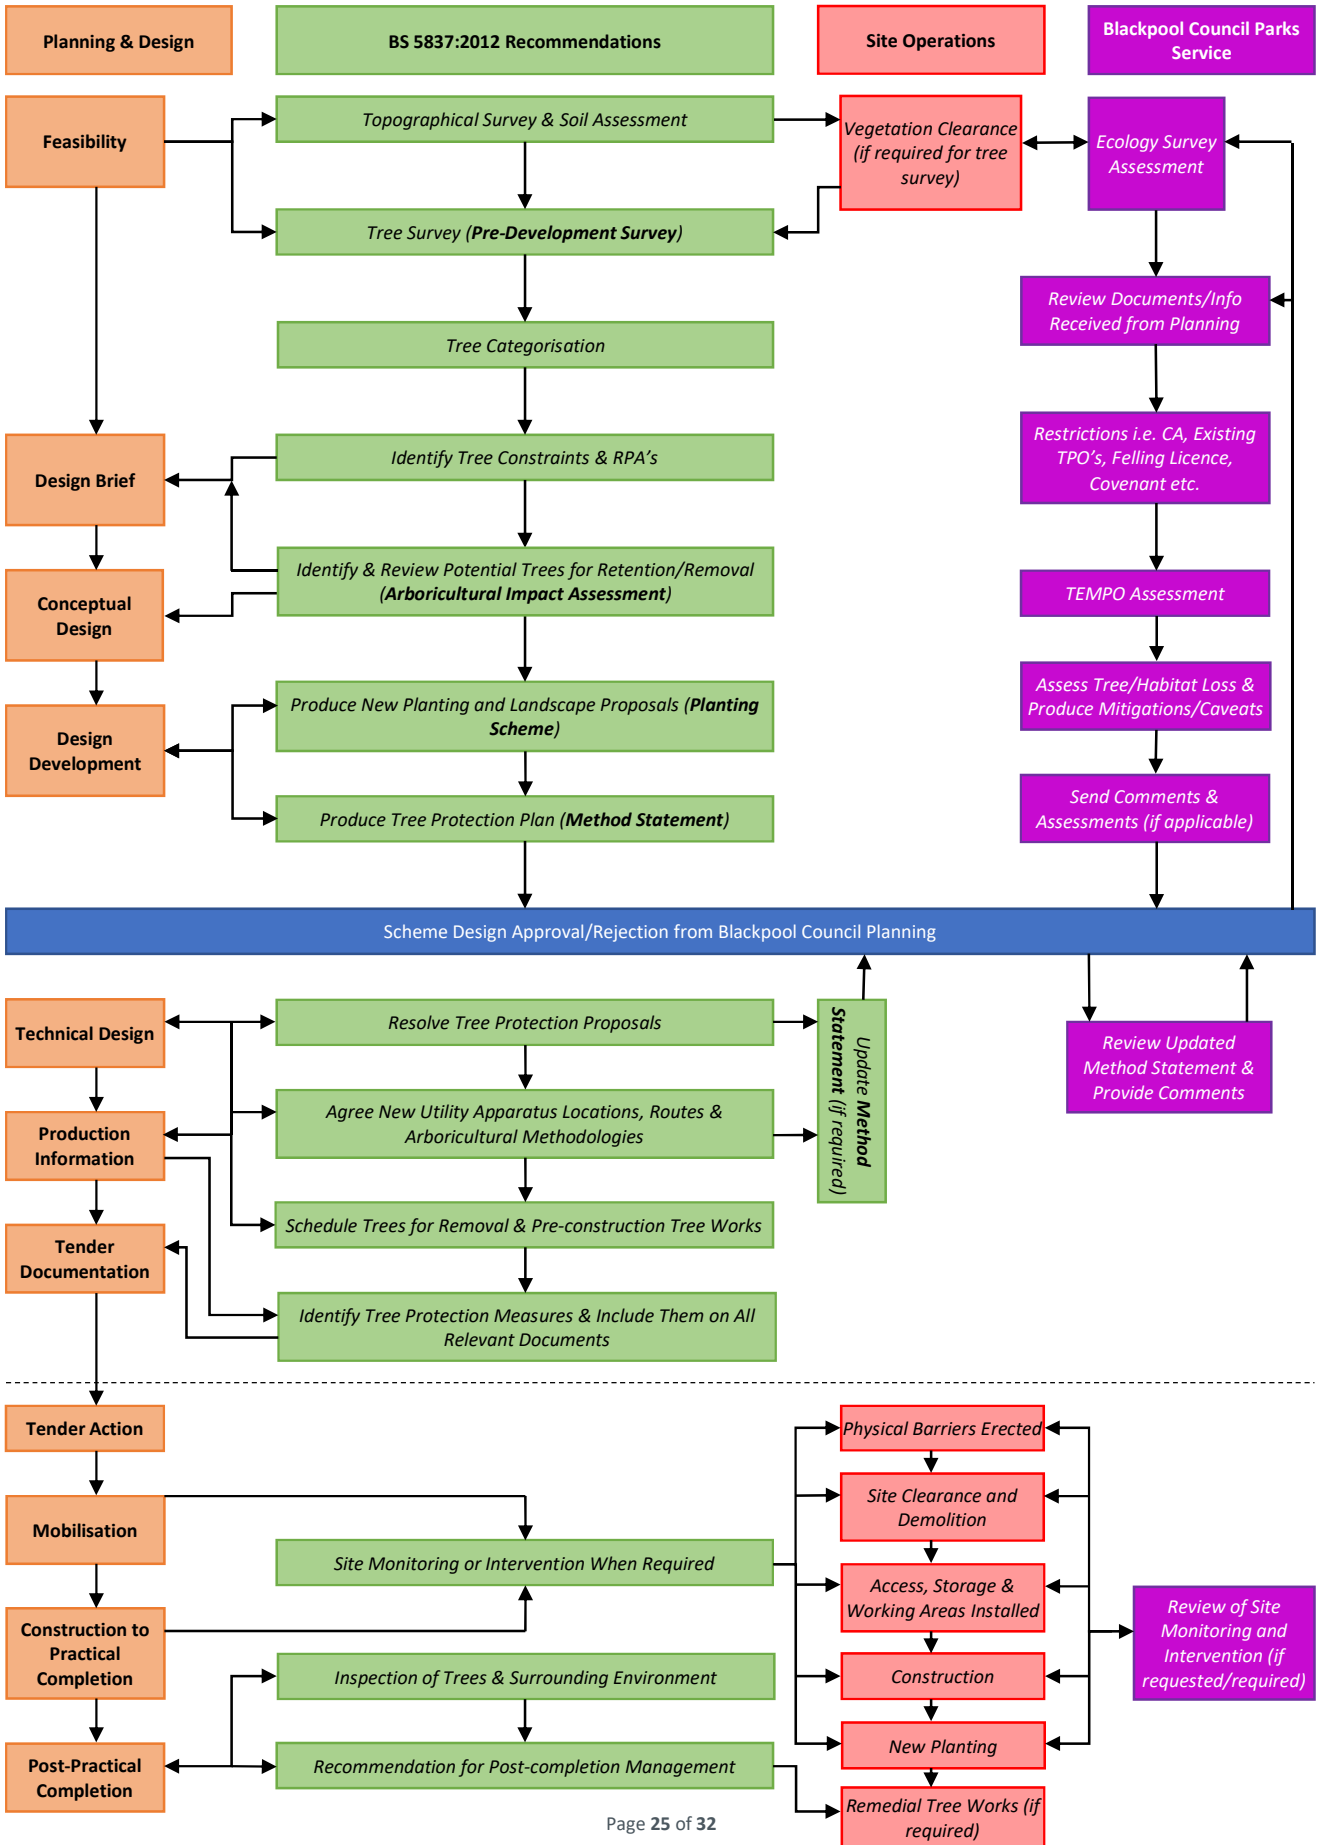 Planning & Design
BS 5837:2012 Recommendations
Site Operations
Blackpool Council Parks
Service
Feasibility
Topographical Survey & Soil Assessment
Vegetation Clearance
(if required for tree
survey)
Ecology Survey
Assessment
Tree Survey (Pre-Development Survey)
Review Documents/Info
Received from Planning
Tree Categorisation
Design Brief
Identify Tree Constraints & RPA's
Restrictions i.e. CA, Existing
TPO's, Felling Licence,
Covenant etc.
Conceptual
Design
Identify & Review Potential Trees for Retention/Removal
(Arboricultural Impact Assessment)
TEMPO Assessment
Design
Development
Produce New Planting and Landscape Proposals (Planting
Scheme)
Assess Tree/Habitat Loss &
Produce Mitigations/Caveats
Produce Tree Protection Plan (Method Statement)
Send Comments &
Assessments (if applicable)
Scheme Design Approval/Rejection from Blackpool Council Planning
Technical Design
Resolve Tree Protection Proposals
Update Method
Statement (if required)
Review Updated
Method Statement &
Provide Comments
Production
Information
Agree New Utility Apparatus Locations, Routes &
Arboricultural Methodologies
Schedule Trees for Removal & Pre-construction Tree Works
Tender
Documentation
Identify Tree Protection Measures & Include Them on All
Relevant Documents
Tender Action
Physical Barriers Erected
Mobilisation
Site Clearance and
Demolition
Site Monitoring or Intervention When Required
Access, Storage &
Working Areas Installed
Construction to
Practical
Completion
Review of Site
Monitoring and
Intervention (if
requested/required)
Inspection of Trees & Surrounding Environment
Construction
New Planting
Post-Practical
Completion
Recommendation for Post-completion Management
Remedial Tree Works (if
required)
Page 25 of 32